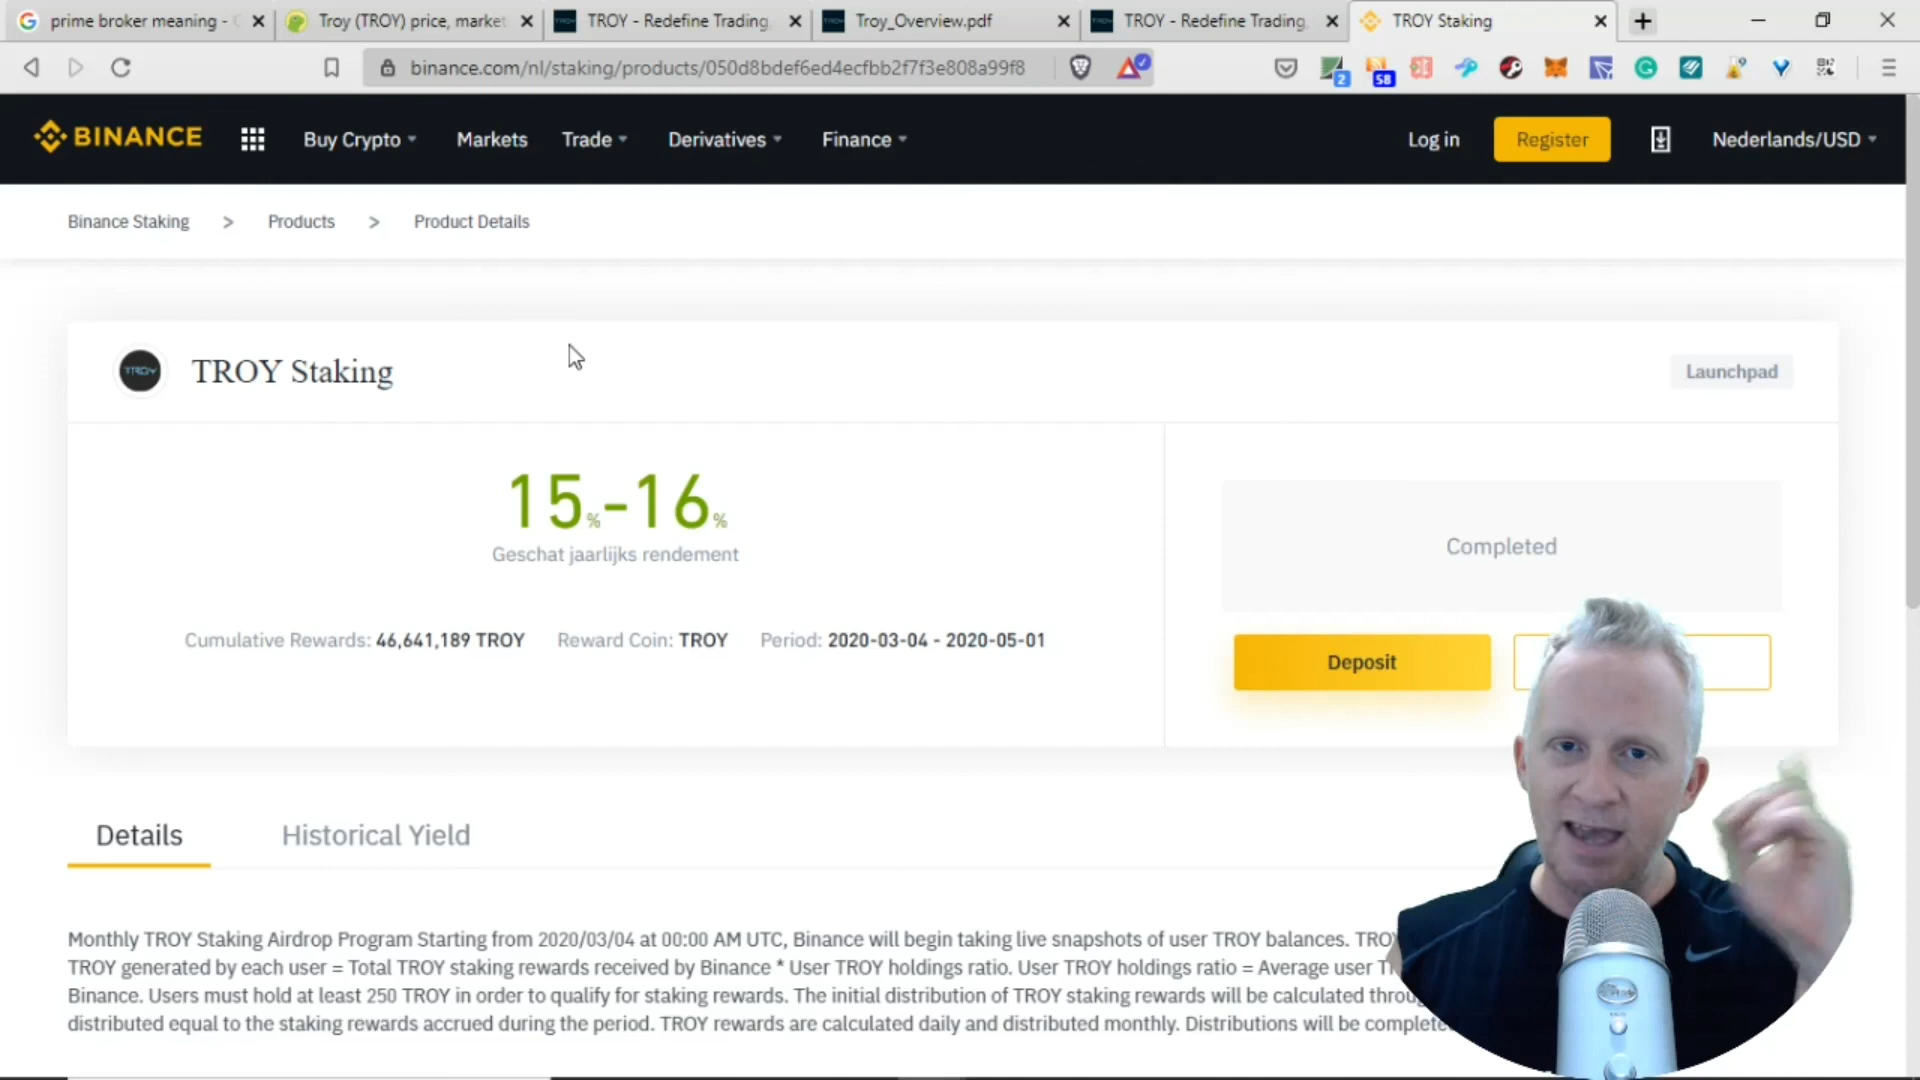 prime broker meaning -
Troy (TROY) price, market
TROY - Redefine Trading,
Troy_Overview.pdf
TROY - Redefine Trading,
TROY Staking
binance.com/nl/staking/products/050d8bdef6ed4ecfbb2f7f3e808a99f8
2
58
BINANCE
Buy Crypto
Markets
Trade
Derivatives
Finance
Log in
Register
Nederlands/USD
Binance Staking > Products > Product Details
TROY
TROY Staking
Launchpad
15%-16%
Geschat jaarlijks rendement
Completed
Cumulative Rewards: 46,641,189 TROY Reward Coin: TROY Period: 2020-03-04 - 2020-05-01
Deposit
Details
Historical Yield
Monthly TROY Staking Airdrop Program Starting from 2020/03/04 at 00:00 AM UTC, Binance will begin taking live snapshots of user TROY balances. TROY
TROY generated by each user = Total TROY staking rewards received by Binance * User TROY holdings ratio. User TROY holdings ratio = Average user
Binance. Users must hold at least 250 TROY in order to qualify for staking rewards. The initial distribution of TROY staking rewards will be calculated
distributed equal to the staking rewards accrued during the period. TROY rewards are calculated daily and distributed monthly. Distributions will be